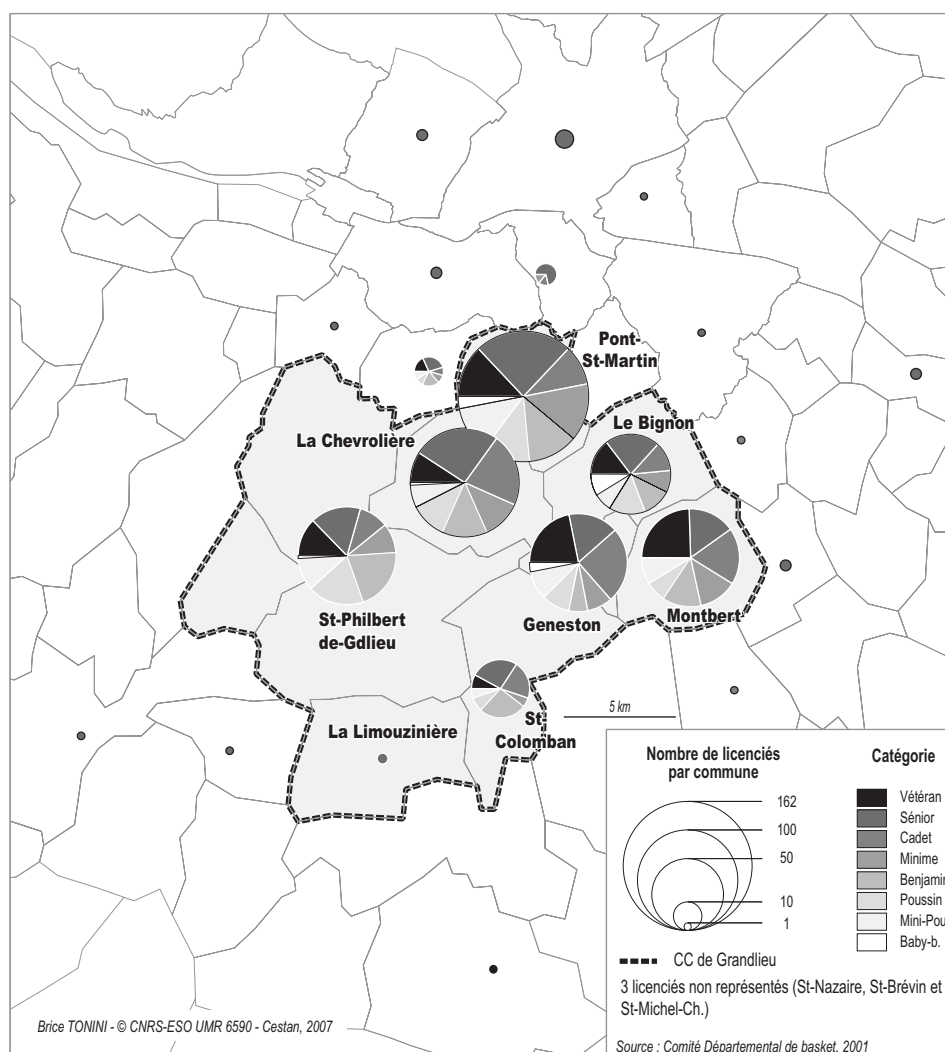 Pont-
St-Martin
Le Bignon
La Chevrolière
St-Philbert
de-Gdlieu
Geneston
Montbert
St-
Colomban
La Limouzinière
5 km
Nombre de licenciés
par commune
162
100
50
10
1
Catégorie
Vétéran
Sénior
Cadet
Minime
Benjamin
Poussin
Mini-Pou
Baby-b.
CC de Grandlieu
3 licenciés non représentés (St-Nazaire, St-Brévin et
St-Michel-Ch.)
Source : Comité Départemental de basket, 2001
Brice TONINI - © CNRS-ESO UMR 6590 - Cestan, 2007